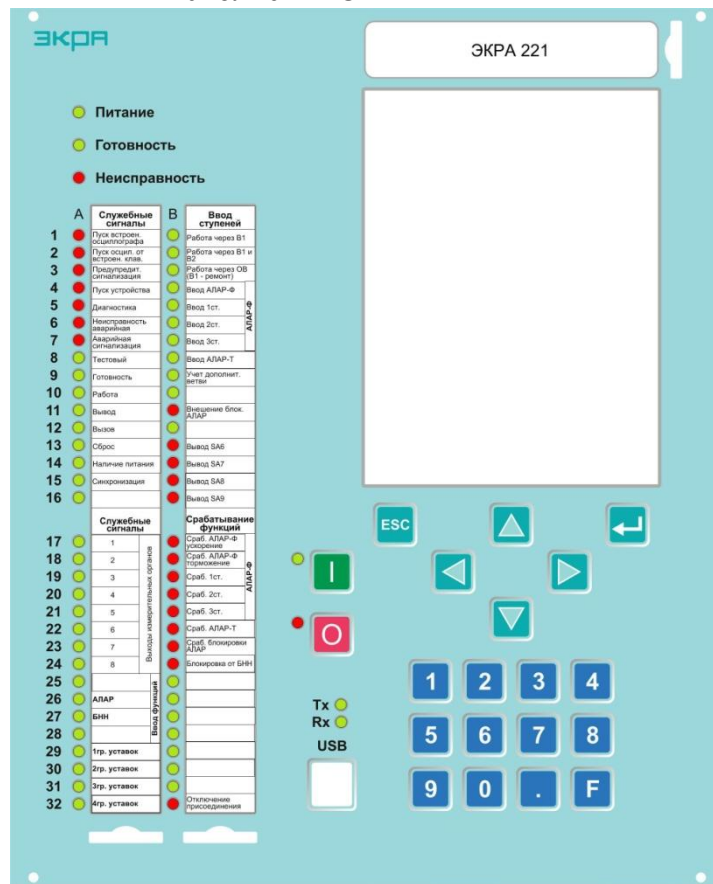 экра
ЭКРА 221
Питание
Готовность
Неисправность
A
Служебные
сигналы
B
Ввод
ступеней
1
Пуск встроен.
осциллографа
Работа через В1
2
Пуск осцил. от
встроен. клав.
Работа через В1 и
В2
3
Предупредит.
сигнализация
Работа через ОВ
(В1 - ремонт)
4
Пуск устройства
Ввод АЛАР-Ф
5
Диагностика
Ввод 1ст.
6
Неисправность
аварийная
Ввод 2ст.
7
Аварийная
сигнализация
Ввод 3ст.
АЛАР-Ф
8
Тестовый
Ввод АЛАР-Т
9
Готовность
Учет дополнит.
ветви
10
Работа
11
Вывод
Внешение блок.
АЛАР
12
Вызов
13
Сброс
Вывод SA6
14
Наличие питания
Вывод SA7
15
Синхронизация
Вывод SA8
16
Вывод SA9
Служебные
сигналы
Срабатывание
функций
17
1
Сраб. АЛАР-Ф
ускорение
18
2
Сраб. АЛАР-Ф
торможение
19
3
Сраб. 1ст.
20
4
Сраб. 2ст.
21
5
Сраб. 3ст.
АЛАР-Ф
22
6
Сраб. АЛАР-Т
23
7
Сраб. блокировки
АЛАР
24
8
Блокировка от БНН
Выходы измерительных органов
25
26
АЛАР
27
БНН
28
Ввод функций
29
1гр. уставок
30
2гр. уставок
31
3гр. уставок
32
4гр. уставок
Отключение
присоединения
ESC
I
O
Tx
Rx
USB
1 2 3 4
5 6 7 8
9 0 . F